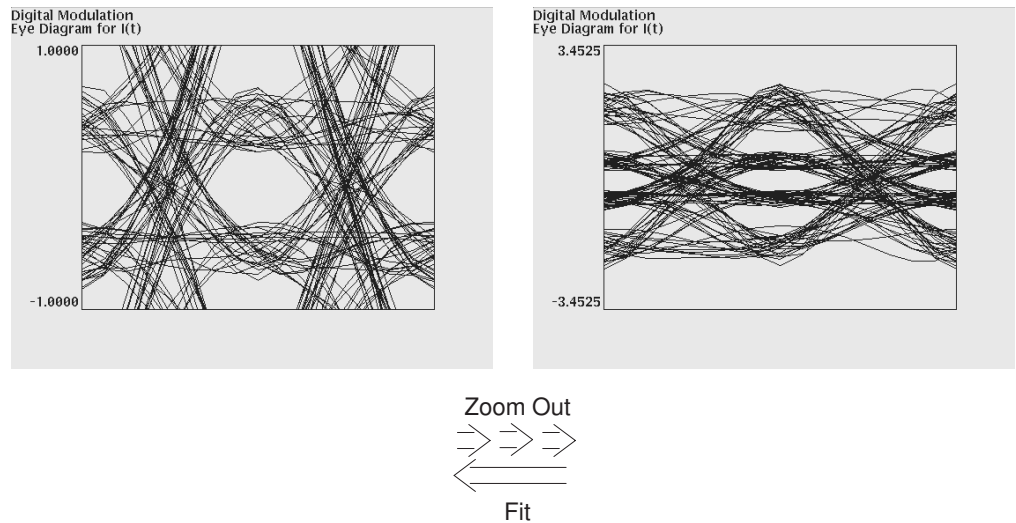 Digital Modulation
Eye Diagram for I(t)
1.0000
-1.0000
Digital Modulation
Eye Diagram for I(t)
3.4525
-3.4525
Zoom Out
Fit